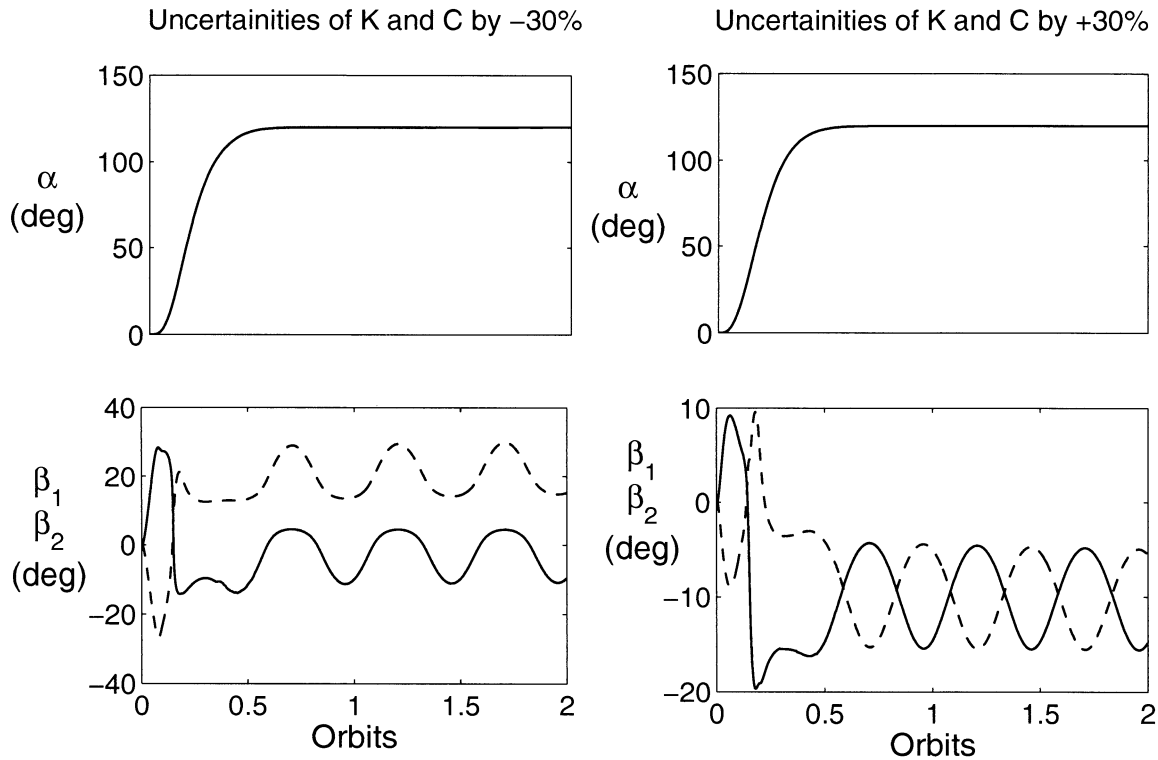 Uncertainities of K and C by −30%
Uncertainities of K and C by +30%
150
100
50
0
α
(deg)
150
100
50
0
α
(deg)
40
20
0
−20
−40
β1
β2
(deg)
0
0.5
1
1.5
2
Orbits
10
0
−10
−20
β1
β2
(deg)
0
0.5
1
1.5
2
Orbits